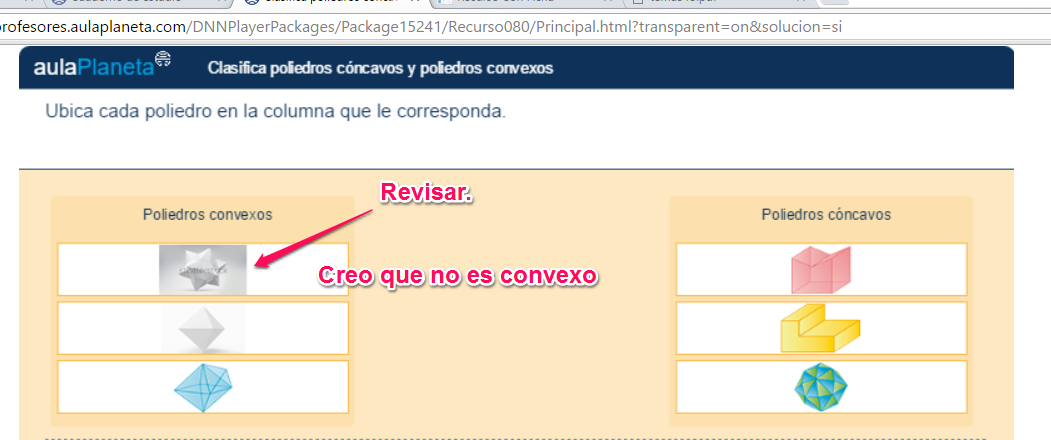 rofesores.aulaplaneta.com/DNNPlayerPackages/Package15241/Recurso080/Principal.html?transparent=on&solucion=si
aulaPlaneta Clasifica poliedros cóncavos y poliedros convexos
Ubica cada poliedro en la columna que le corresponda.
Revisar.
Poliedros convexos Poliedros cóncavos
Creo que no es convexo